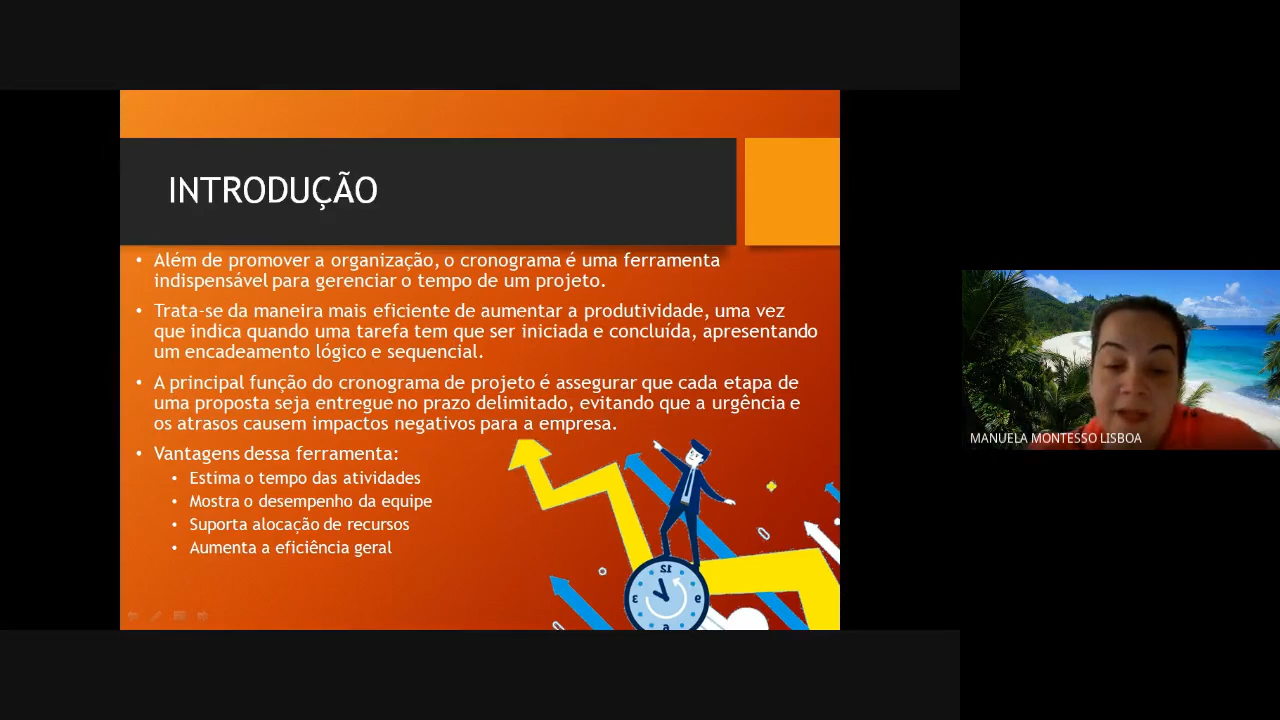 INTRODUÇÃO
• Além de promover a organização, o cronograma é uma ferramenta
indispensável para gerenciar o tempo de um projeto.
• Trata-se da maneira mais eficiente de aumentar a produtividade, uma vez
que indica quando uma tarefa tem que ser iniciada e concluída, apresentando
um encadeamento lógico e sequencial.
• A principal função do cronograma de projeto é assegurar que cada etapa de
uma proposta seja entregue no prazo delimitado, evitando que a urgência e
os atrasos causem impactos negativos para a empresa.
• Vantagens dessa ferramenta:
• Estima o tempo das atividades
• Mostra o desempenho da equipe
• Suporta alocação de recursos
• Aumenta a eficiência geral
12
3 9
6
MANUELA MONTESSO LISBOA